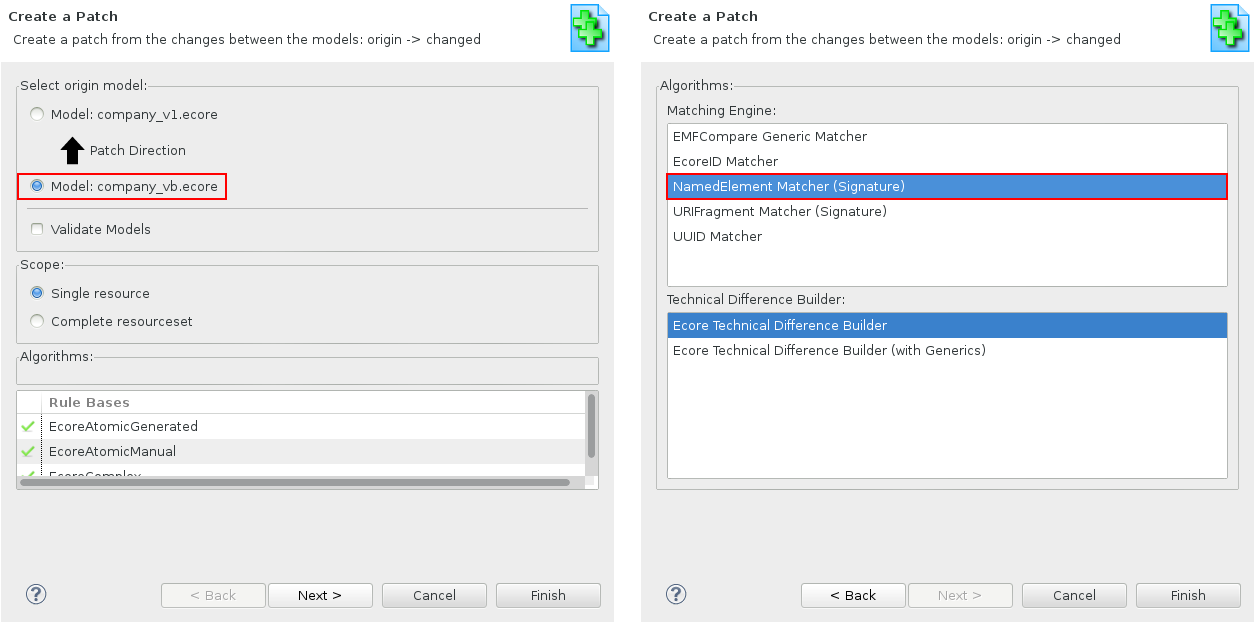 Create a Patch
Create a patch from the changes between the models: origin -> changed
Select origin model:
Model: company_v1.ecore
Patch Direction
Model: company_vb.ecore
Validate Models
Scope:
Single resource
Complete resourceset
Algorithms:
Rule Bases
EcoreAtomicGenerated
EcoreAtomicManual
EcoreComplex
?
< Back
Next >
Cancel
Finish
Create a Patch
Create a patch from the changes between the models: origin -> changed
Algorithms:
Matching Engine:
EMFCompare Generic Matcher
EcoreID Matcher
NamedElement Matcher (Signature)
URIFragment Matcher (Signature)
UUID Matcher
Technical Difference Builder:
Ecore Technical Difference Builder
Ecore Technical Difference Builder (with Generics)
?
< Back
Next >
Cancel
Finish